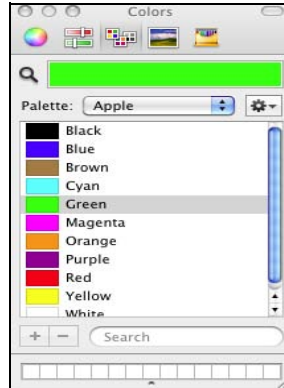 Colors
Palette: Apple
Black
Blue
Brown
Cyan
Green
Magenta
Orange
Purple
Red
Yellow
White
+ − Search